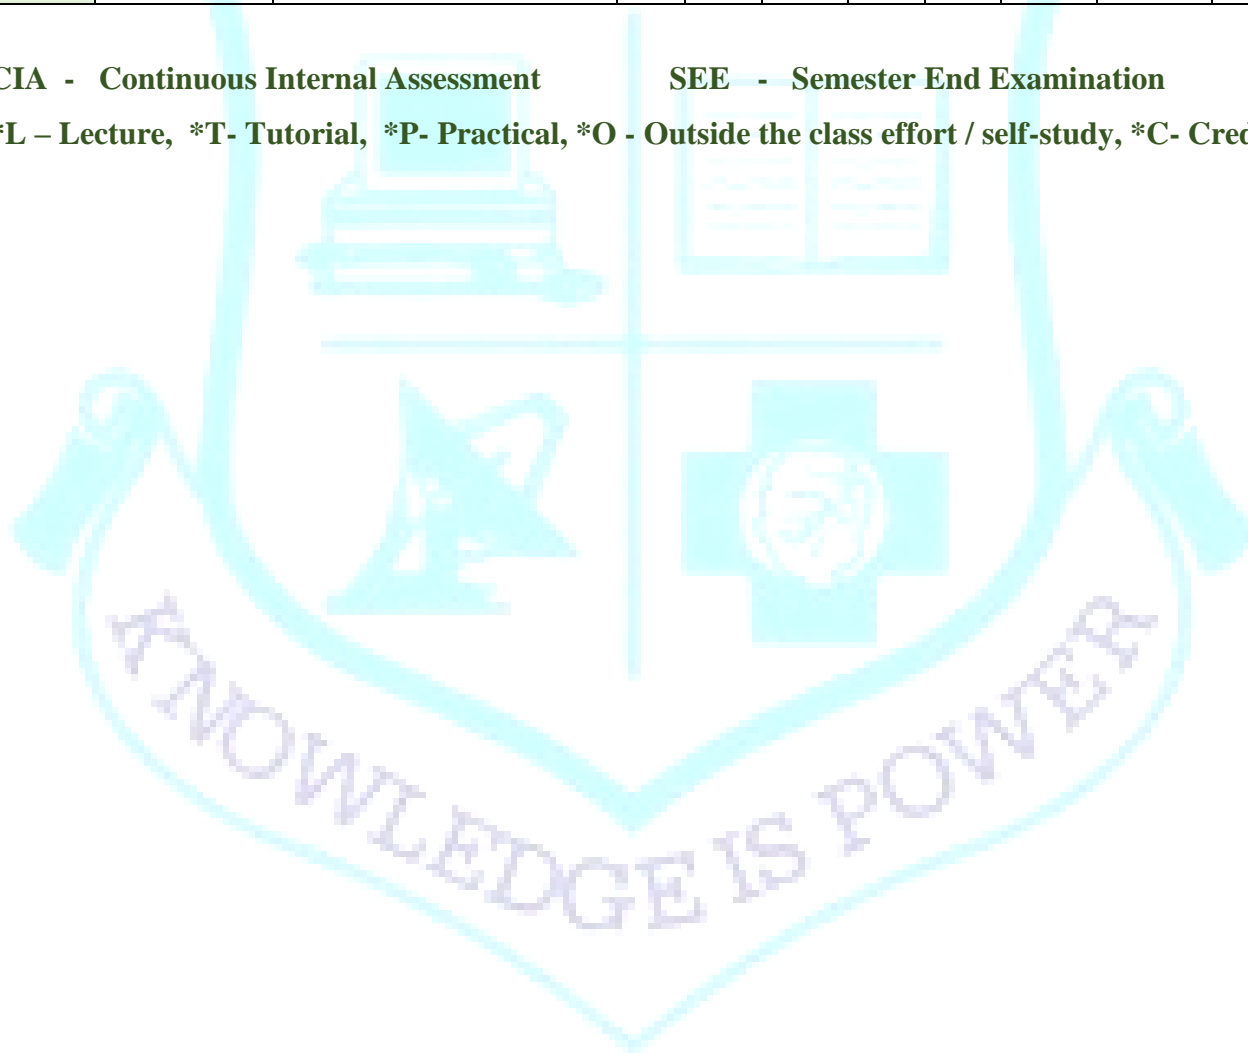 CIA - Continuous Internal Assessment SEE - Semester End Examination
*L – Lecture, *T- Tutorial, *P- Practical, *O - Outside the class effort / self-study, *C- Cred
KNOWLEDGE IS POWER